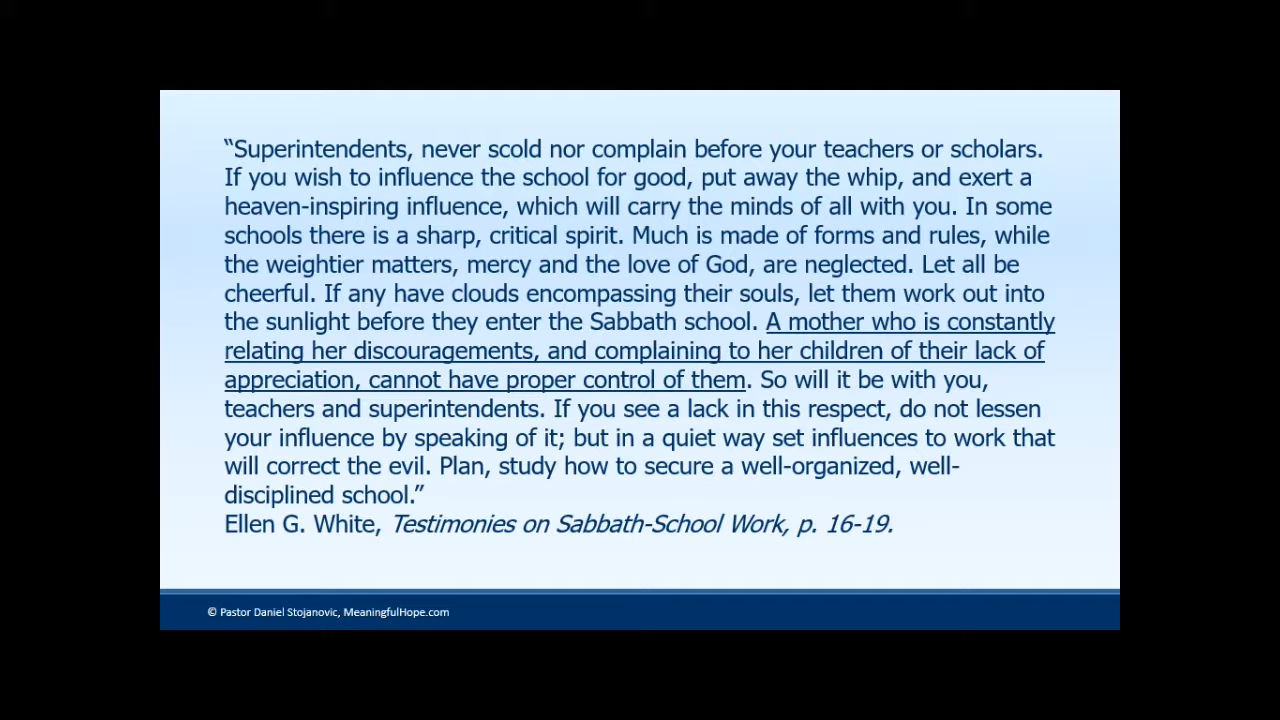 “Superintendents, never scold nor complain before your teachers or scholars.
If you wish to influence the school for good, put away the whip, and exert a
heaven-inspiring influence, which will carry the minds of all with you. In some
schools there is a sharp, critical spirit. Much is made of forms and rules, while
the weightier matters, mercy and the love of God, are neglected. Let all be
cheerful. If any have clouds encompassing their souls, let them work out into
the sunlight before they enter the Sabbath school. A mother who is constantly
relating her discouragements, and complaining to her children of their lack of
appreciation, cannot have proper control of them. So will it be with you,
teachers and superintendents. If you see a lack in this respect, do not lessen
your influence by speaking of it; but in a quiet way set influences to work that
will correct the evil. Plan, study how to secure a well-organized, well-
disciplined school.”
Ellen G. White, Testimonies on Sabbath-School Work, p. 16-19.
© Pastor Daniel Stojanovic, MeaningfulHope.com